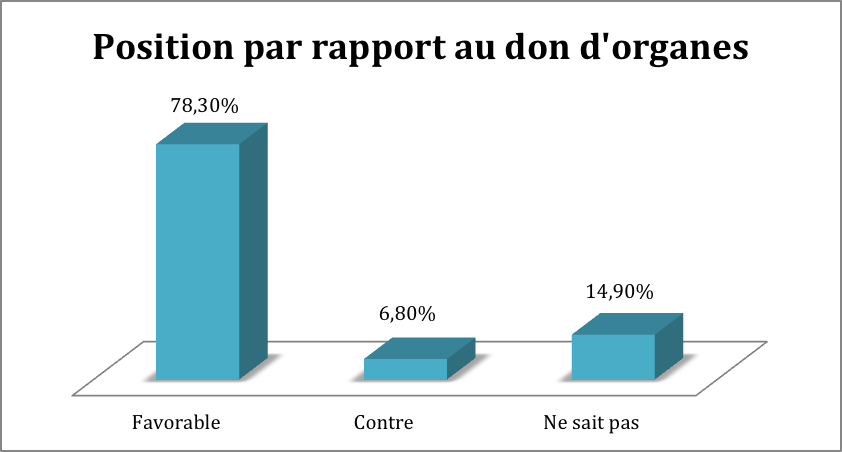 Position par rapport au don d'organes
78,30%
6,80%
14,90%
Favorable
Contre
Ne sait pas